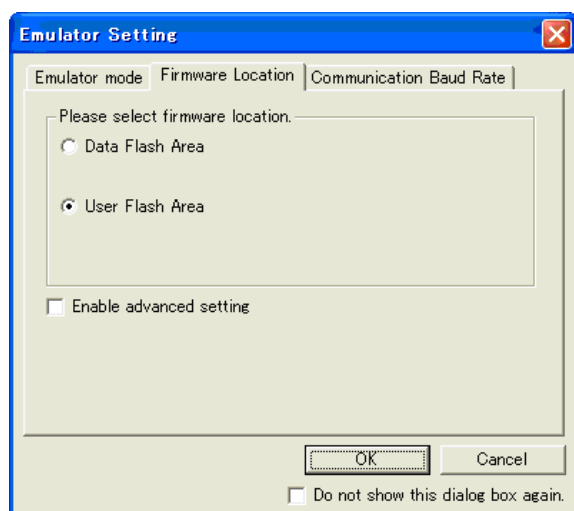 Emulator Setting
Emulator mode Firmware Location Communication Baud Rate
Please select firmware location.
Data Flash Area
User Flash Area
Enable advanced setting
OK Cancel
Do not show this dialog box again.